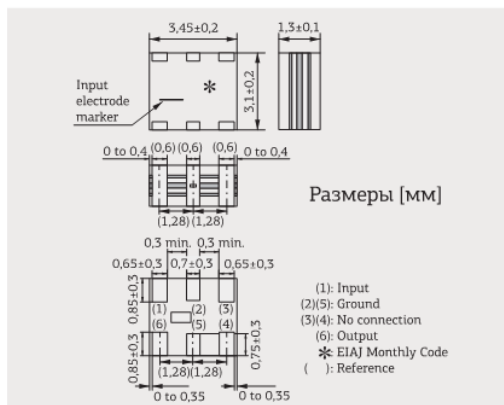 3,45±0,2
1,3±0,1
Input
electrode
marker
*
3,1±0,2
(0,6) (0,6) (0,6)
0 to 0,4
0 to 0,4
(1,28) (1,28)
Размеры [мм]
0,3 min. 0,3 min.
0,65±0,3 0,7±0,3 0,65±0,3
0,85±0,3
(1) (2) (3)
(6) (5) (4)
0,85±0,3
0,75±0,3
(1,28) (1,28)
0 to 0,35
0 to 0,35
(1): Input
(2)(5): Ground
(3)(4): No connection
(6): Output
*: EIAJ Monthly Code
( ): Reference